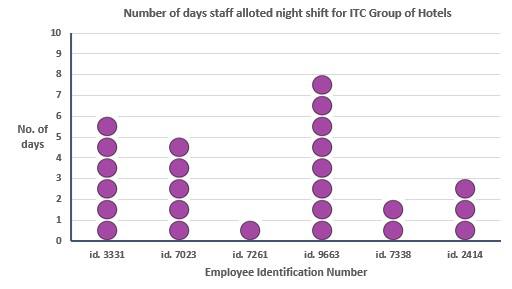 Number of days staff alloted night shift for ITC Group of Hotels
10
9
8
7
6
5
4
3
2
1
0
No. of
days
id. 3331 id. 7023 id. 7261 id. 9663 id. 7338 id. 2414
Employee Identification Number